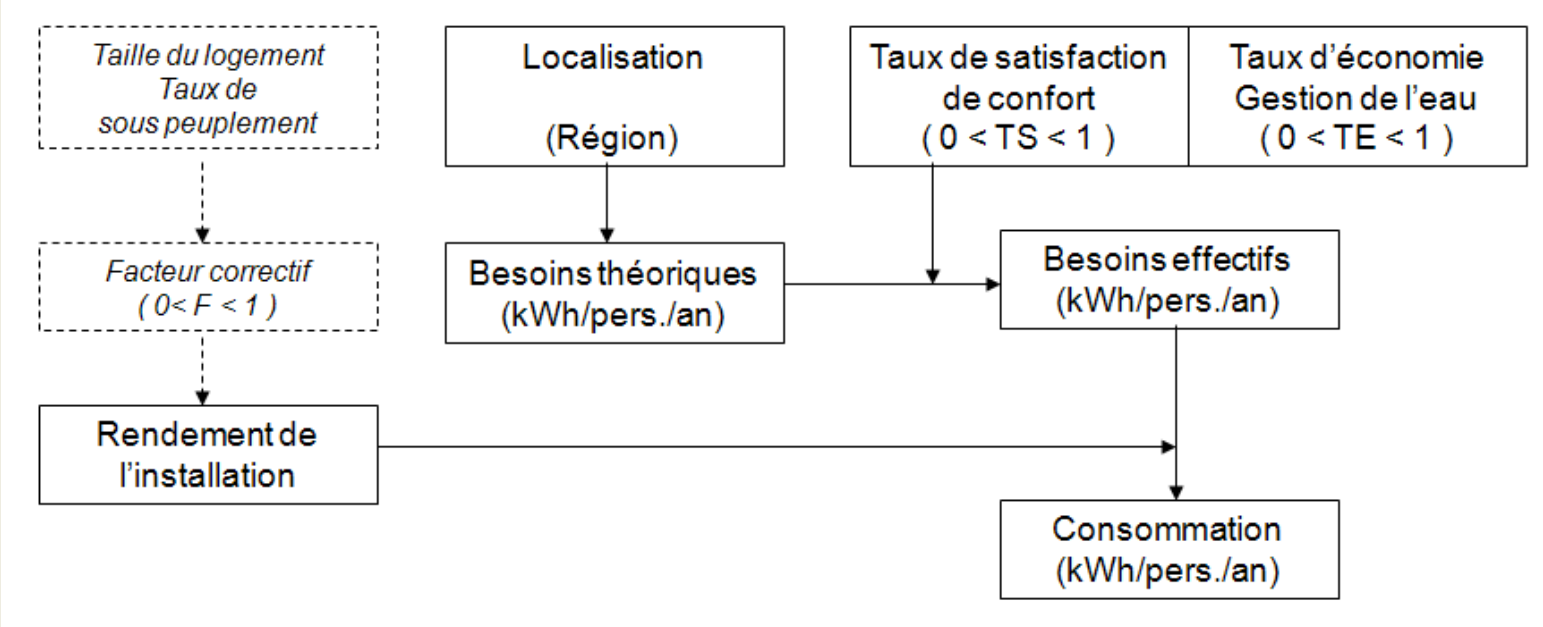 Taille du logement
Taux de
sous peuplement
Localisation
(Région)
Taux de satisfaction
de confort
( 0 < TS < 1 )
Taux d'économie
Gestion de l'eau
( 0 < TE < 1 )
Facteur correctif
( 0< F < 1 )
Besoins théoriques
(kWh/pers./an)
Besoins effectifs
(kWh/pers./an)
Rendement de
l'installation
Consommation
(kWh/pers./an)